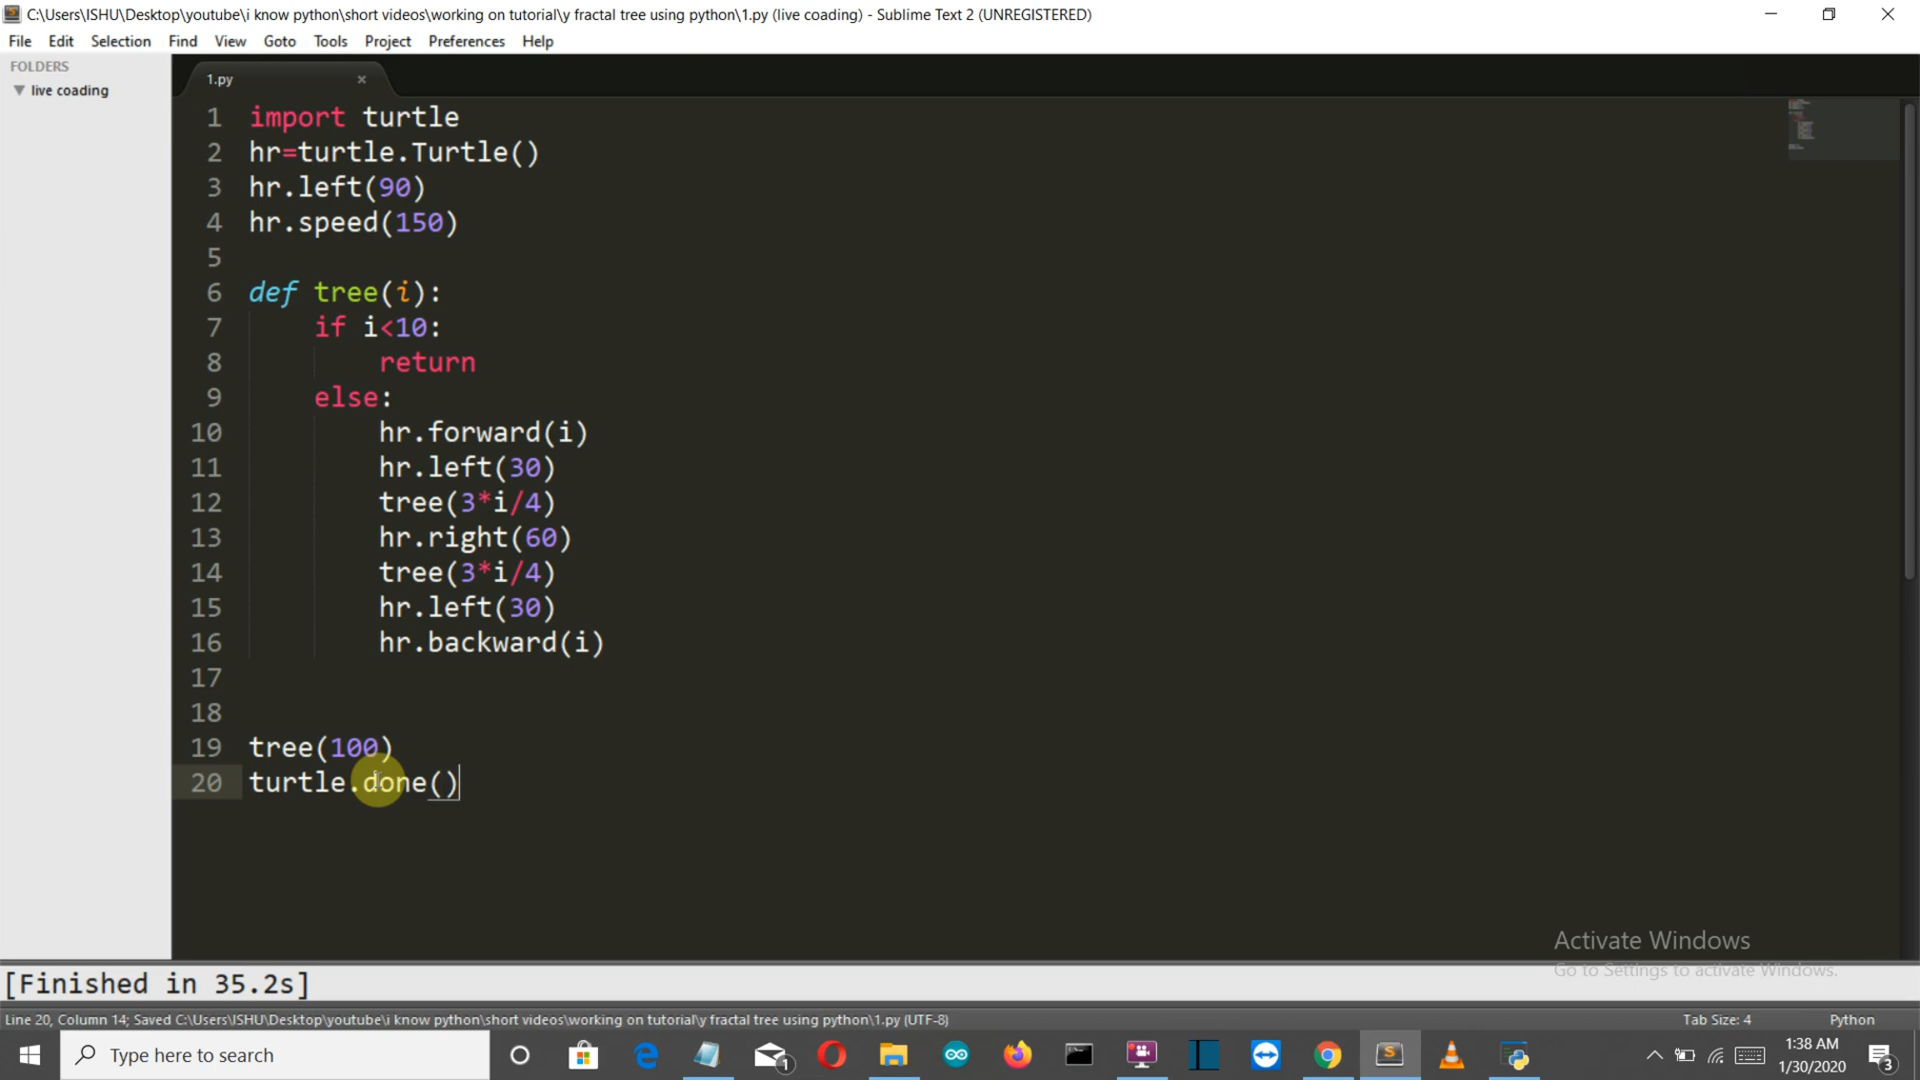 C:\Users\ISHU\Desktop\youtube\i know python\short videos\working on tutorial\y fractal tree using python\1.py (live coading) - Sublime Text 2 (UNREGISTERED)
File Edit Selection Find View Goto Tools Project Preferences Help
FOLDERS
live coading
1.py
1 import turtle
2 hr=turtle.Turtle()
3 hr.left(90)
4 hr.speed(150)
5
6 def tree(i):
7 if i<10:
8 return
9 else:
10 hr.forward(i)
11 hr.left(30)
12 tree(3*i/4)
13 hr.right(60)
14 tree(3*i/4)
15 hr.left(30)
16 hr.backward(i)
17
18
19 tree(100)
20 turtle.done()
Activate Windows
Go to Settings to activate Windows.
[Finished in 35.2s]
Line 20, Column 14; Saved C:\Users\ISHU\Desktop\youtube\i know python\short videos\working on tutorial\y fractal tree using python\1.py (UTF-8) Tab Size: 4 Python
Type here to search
1
1:38 AM
1/30/2020
3